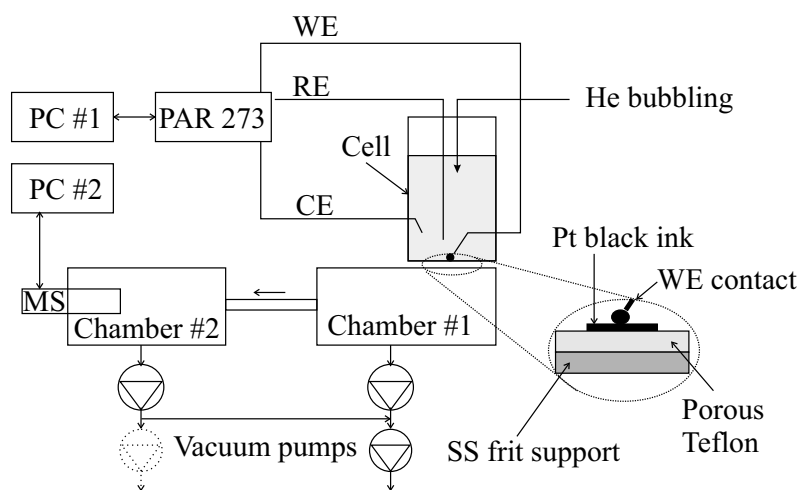 WE
RE
He bubbling
PC #1
PAR 273
Cell
PC #2
CE
Pt black ink
WE contact
MS
Chamber #2
Chamber #1
Porous
Teflon
Vacuum pumps
SS frit support